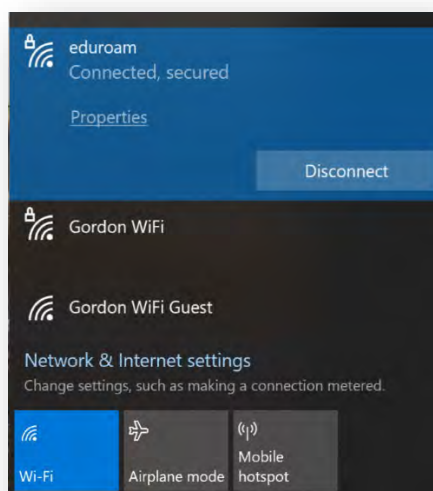 eduroam
Connected, secured
Properties
Disconnect
Gordon WiFi
Gordon WiFi Guest
Network & Internet settings
Change settings, such as making a connection metered.
Wi-Fi
Airplane mode
Mobile
hotspot